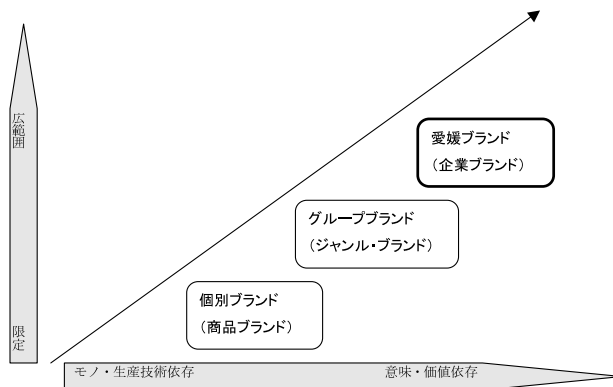 広範囲
限定
愛媛ブランド
(企業ブランド)
グループブランド
(ジャンル・ブランド)
個別ブランド
(商品ブランド)
モノ・生産技術依存
意味・価値依存